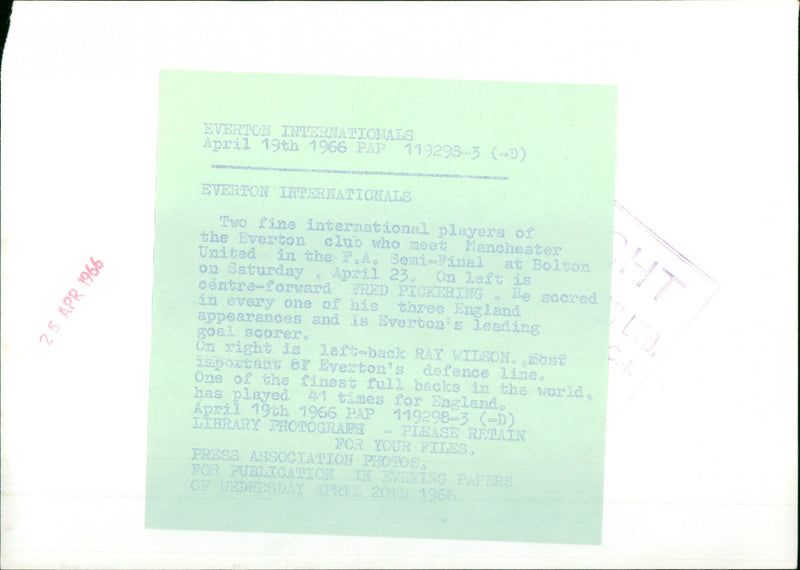 EVERTON INTERNATIOMALS
April 19th 1966 PAP 119298-3 (-D)
EVERTON INTERNATIONALS
Two fine international players of
the Everton club who meet Manchester
United in the F.A. Semi-Final at Bolton
on Saturday , April 23. On left is
centre-forward FRED PICKERING . He scored
in every one of his three England
appearances and is Everton's leading
goal scorer.
On right is left-back RAY WILSON. ,most
important of Everton's defence line.
One of the finest full backs in the world,
has played 41 times for England.
April 19th 1966 PAP 119298-3 (-D)
LIBRARY PHOTOGRAPH - PLEASE RETAIN
FOR YOUR FILES.
PRESS ASSOCIATION PHOTOS.
FOR PUBLICATION IN EVENING PAPERS
OF WEDNESDAY APRIL 20th 1966
25 APR 1966
GHT
LTD.